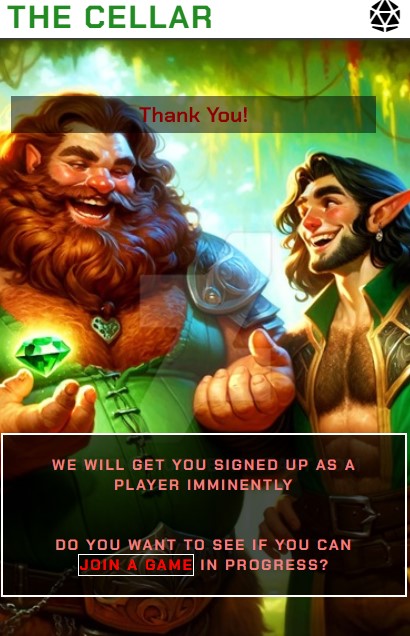 THE CELLAR
Thank You!
WE WILL GET YOU SIGNED UP AS A
PLAYER IMMINENTLY
DO YOU WANT TO SEE IF YOU CAN
JOIN A GAME IN PROGRESS?